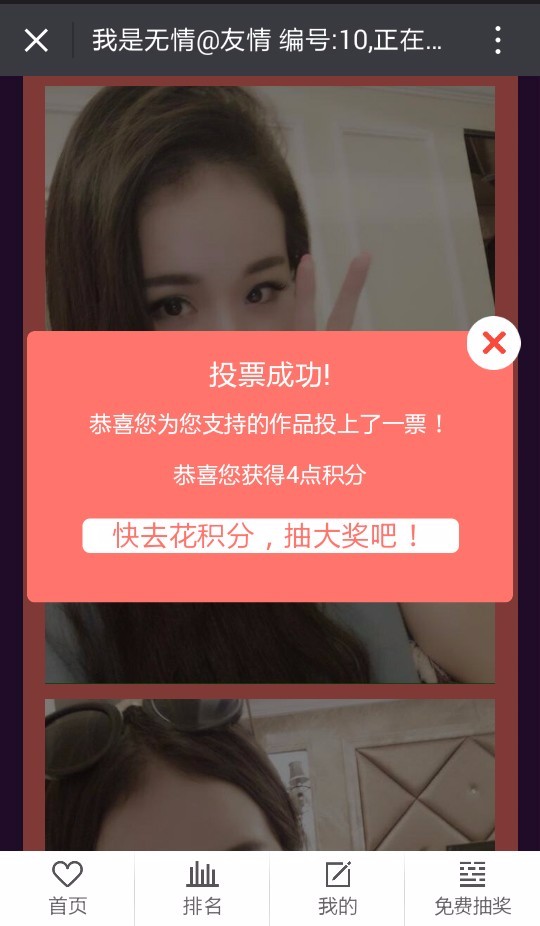 我是无情@友情 编号:10,正在...
投票成功!
恭喜您为您支持的作品投上了一票！
恭喜您获得4点积分
快去花积分，抽大奖吧！
首页
排名
我的
免费抽奖